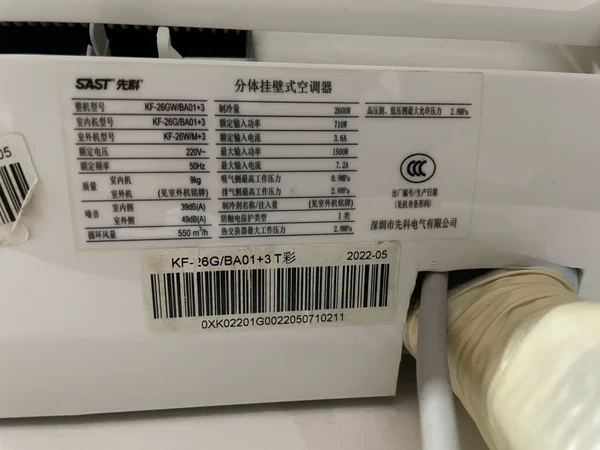 SAST 先科
分体挂壁式空调器
整机型号 KF-26GW/BA01+3
室内机型号 KF-26G/BA01+3
室外机型号 KF-26W/M+3
额定电压 220V~
额定频率 50Hz
质量 室内机 9kg
室外机 (见室外机铭牌)
噪音 室内侧 39dB(A)
室外侧 49dB(A)
循环风量 550 m³/h
制冷量 2600W
额定输入功率 710W
额定输入电流 3.6A
最大输入功率 1500W
最大输入电流 7.2A
吸气侧最高工作压力 0.9MPa
排气侧最高工作压力 2.8MPa
制冷剂名称/注入量 (见室外机铭牌)
防触电保护类型 I 类
热交换器最大工作压力 2.8MPa
高压侧、低压侧最大允许压力 2.8MPa
CCC
出厂编号/生产日期
(见机身条形码)
深圳市先科电气有限公司
05
KF-26G/BA01+3 T彩 2022-05
0XK02201G0022050710211